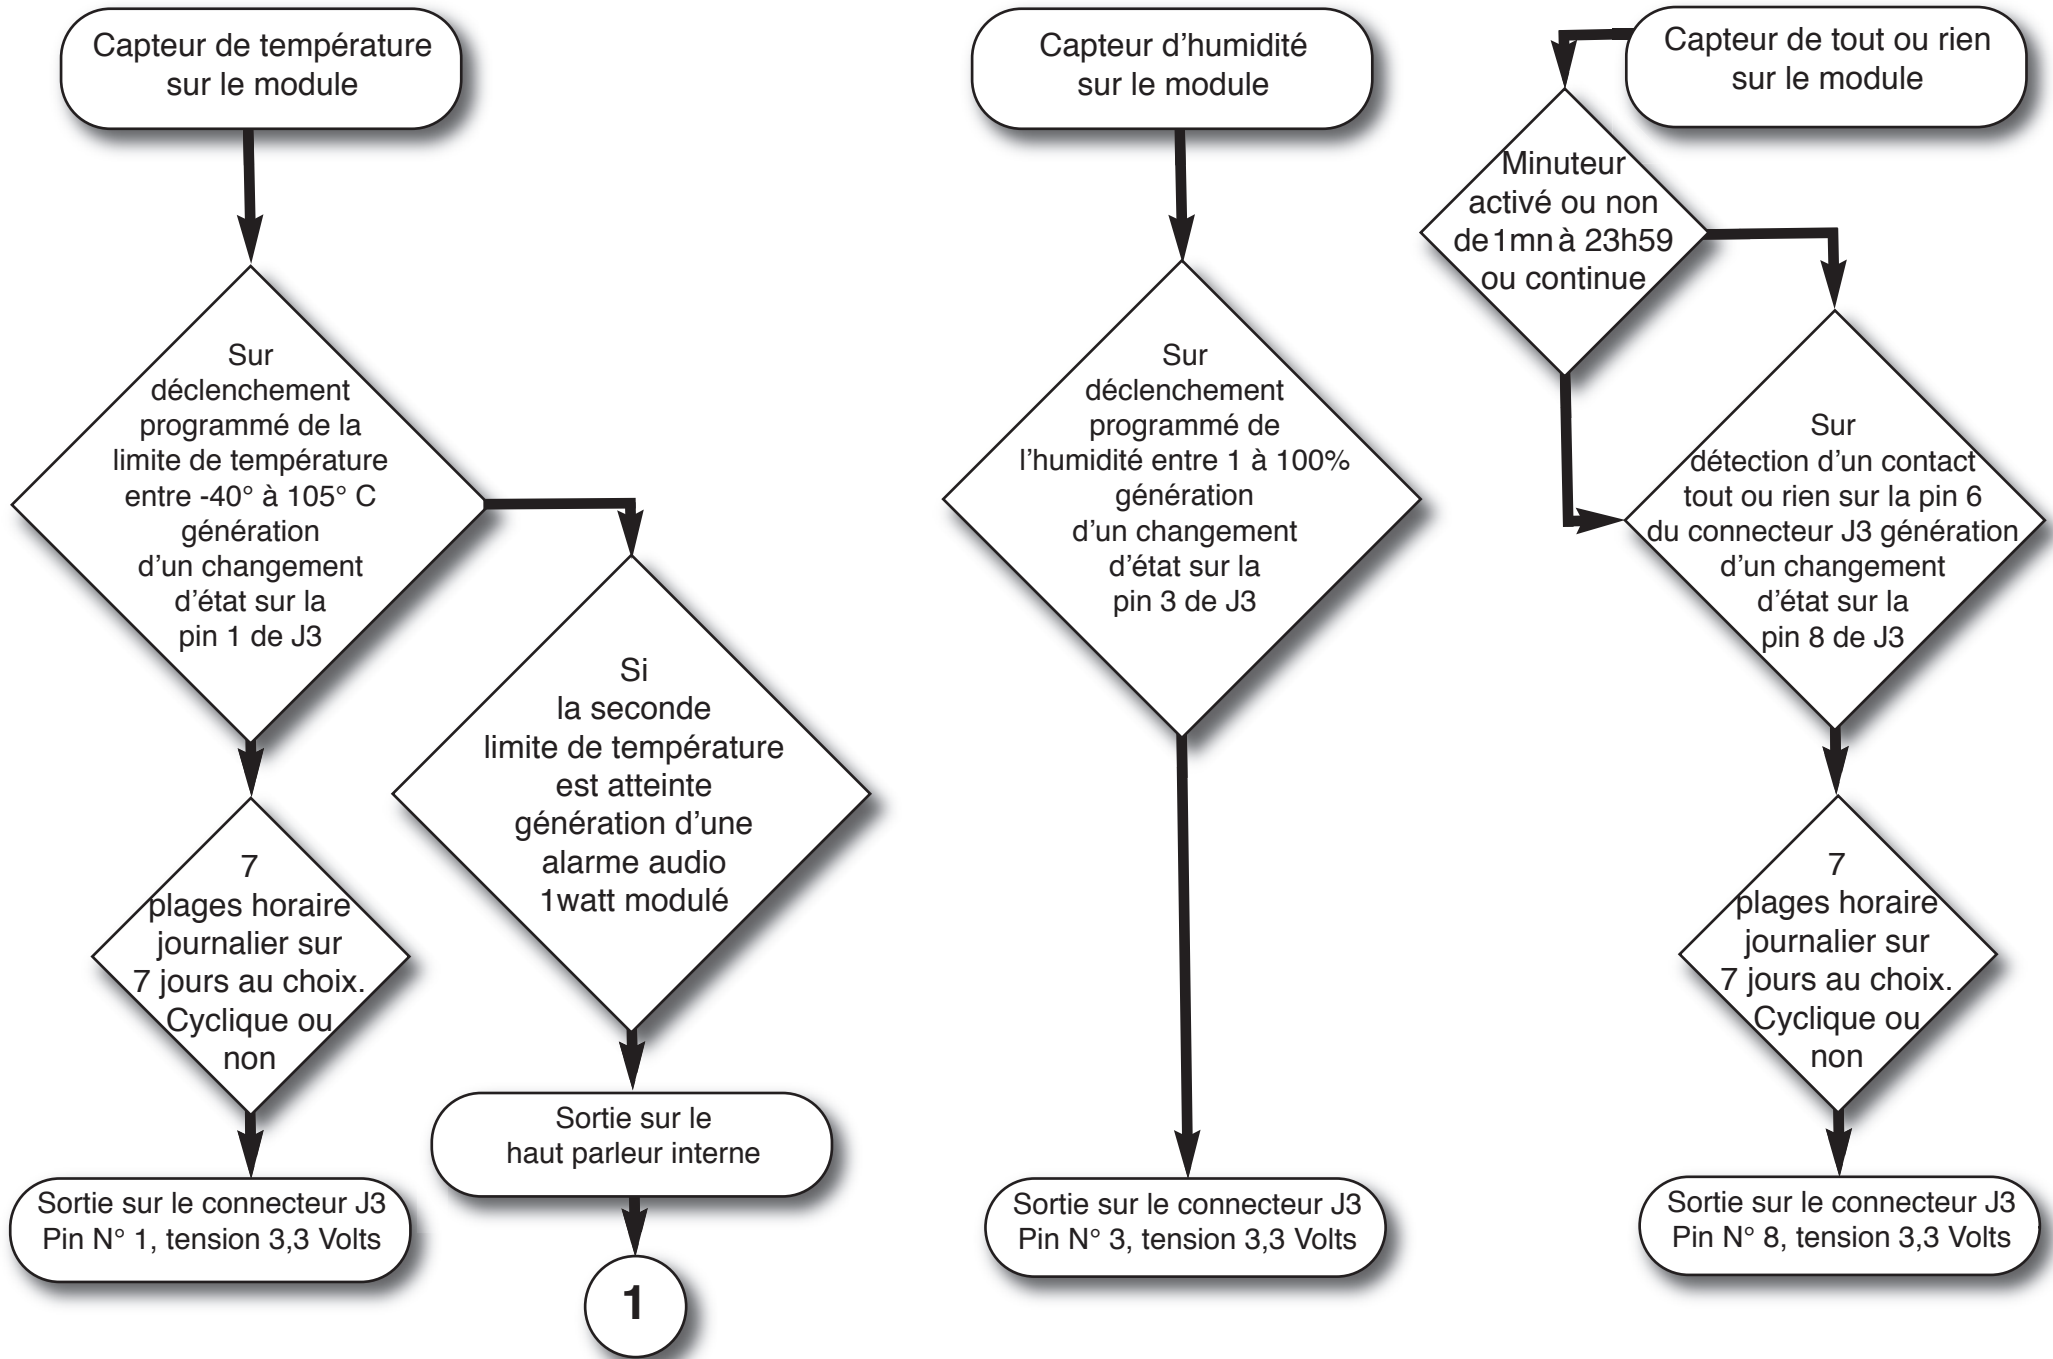 Capteur de température
sur le module
Sur
déclenchement
programmé de la
limite de température
entre -40° à 105° C
génération
d'un changement
d'état sur la
pin 1 de J3
7
plages horaire
journalier sur
7 jours au choix.
Cyclique ou
non
Sortie sur le connecteur J3
Pin N° 1, tension 3,3 Volts
Si
la seconde
limite de température
est atteinte
génération d'une
alarme audio
1watt modulé
Sortie sur le
haut parleur interne
1
Capteur d'humidité
sur le module
Sur
déclenchement
programmé de
l'humidité entre 1 à 100%
génération
d'un changement
d'état sur la
pin 3 de J3
Sortie sur le connecteur J3
Pin N° 3, tension 3,3 Volts
Capteur de tout ou rien
sur le module
Minuteur
activé ou non
de 1mn à 23h59
ou continue
Sur
détection d'un contact
tout ou rien sur la pin 6
du connecteur J3 génération
d'un changement
d'état sur la
pin 8 de J3
7
plages horaire
journalier sur
7 jours au choix.
Cyclique ou
non
Sortie sur le connecteur J3
Pin N° 8, tension 3,3 Volts